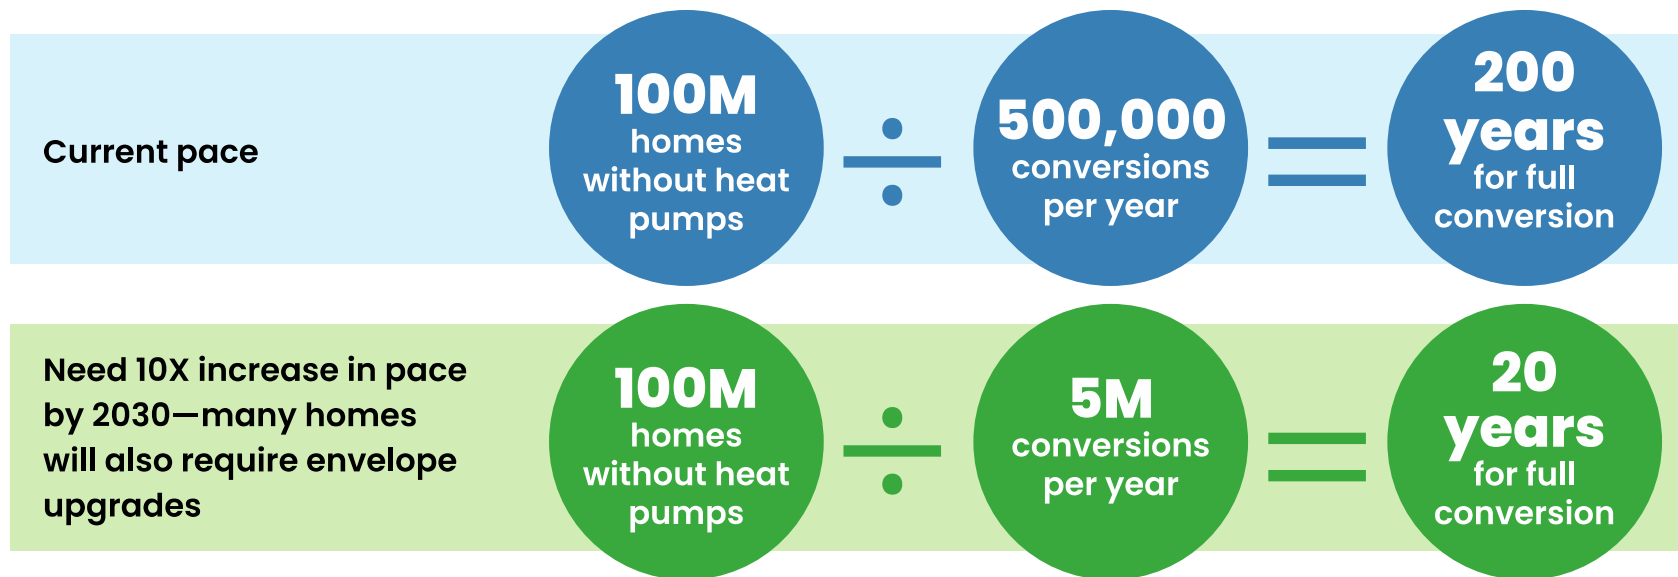 Current pace
100M
homes
without heat
pumps
÷
500,000
conversions
per year
=
200
years
for full
conversion
Need 10X increase in pace
by 2030—many homes
will also require envelope
upgrades
100M
homes
without heat
pumps
÷
5M
conversions
per year
=
20
years
for full
conversion